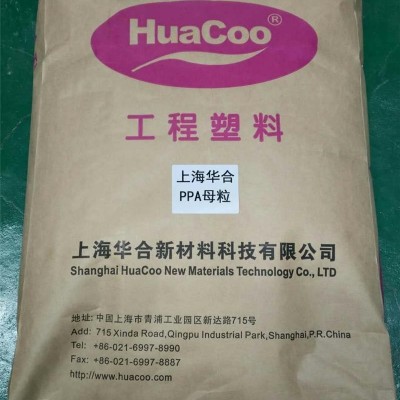 HuaCoo®
工程塑料
上海华合
PPA母粒
上海华合新材料科技有限公司
Shanghai HuaCoo New Materials Technology Co., LTD
地址: 中国上海市青浦工业园区新达路715号
Add: 715 Xinda Road,Qingpu Industrial Park,Shanghai,P.R.China
Tel: +86-021-6997-8990
Fax: +86-021-6997-8887
http://www.huacoo.com